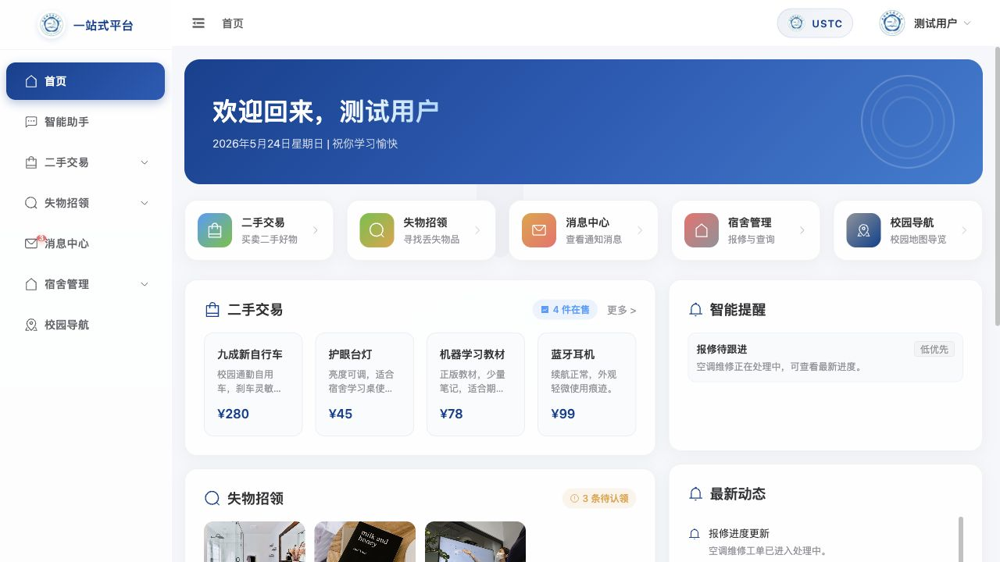 一站式平台
首页
USTC
测试用户
首页
智能助手
二手交易
失物招领
3
消息中心
宿舍管理
校园导航
欢迎回来，测试用户
2026年5月24日星期日 | 祝你学习愉快
二手交易
买卖二手好物
失物招领
寻找丢失物品
消息中心
查看通知消息
宿舍管理
报修与查询
校园导航
校园地图导览
二手交易
4 件在售
更多 >
九成新自行车
校园通勤自用
车，刹车灵敏...
¥280
护眼台灯
亮度可调，适合
宿舍学习桌使...
¥45
机器学习教材
正版教材，少量
笔记，适合期...
¥78
蓝牙耳机
续航正常，外观
轻微使用痕迹。
¥99
智能提醒
报修待跟进
低优先
空调维修正在处理中，可查看最新进度。
失物招领
3 条待认领
milk and
honey
最新动态
报修进度更新
空调维修工单已进入处理中。